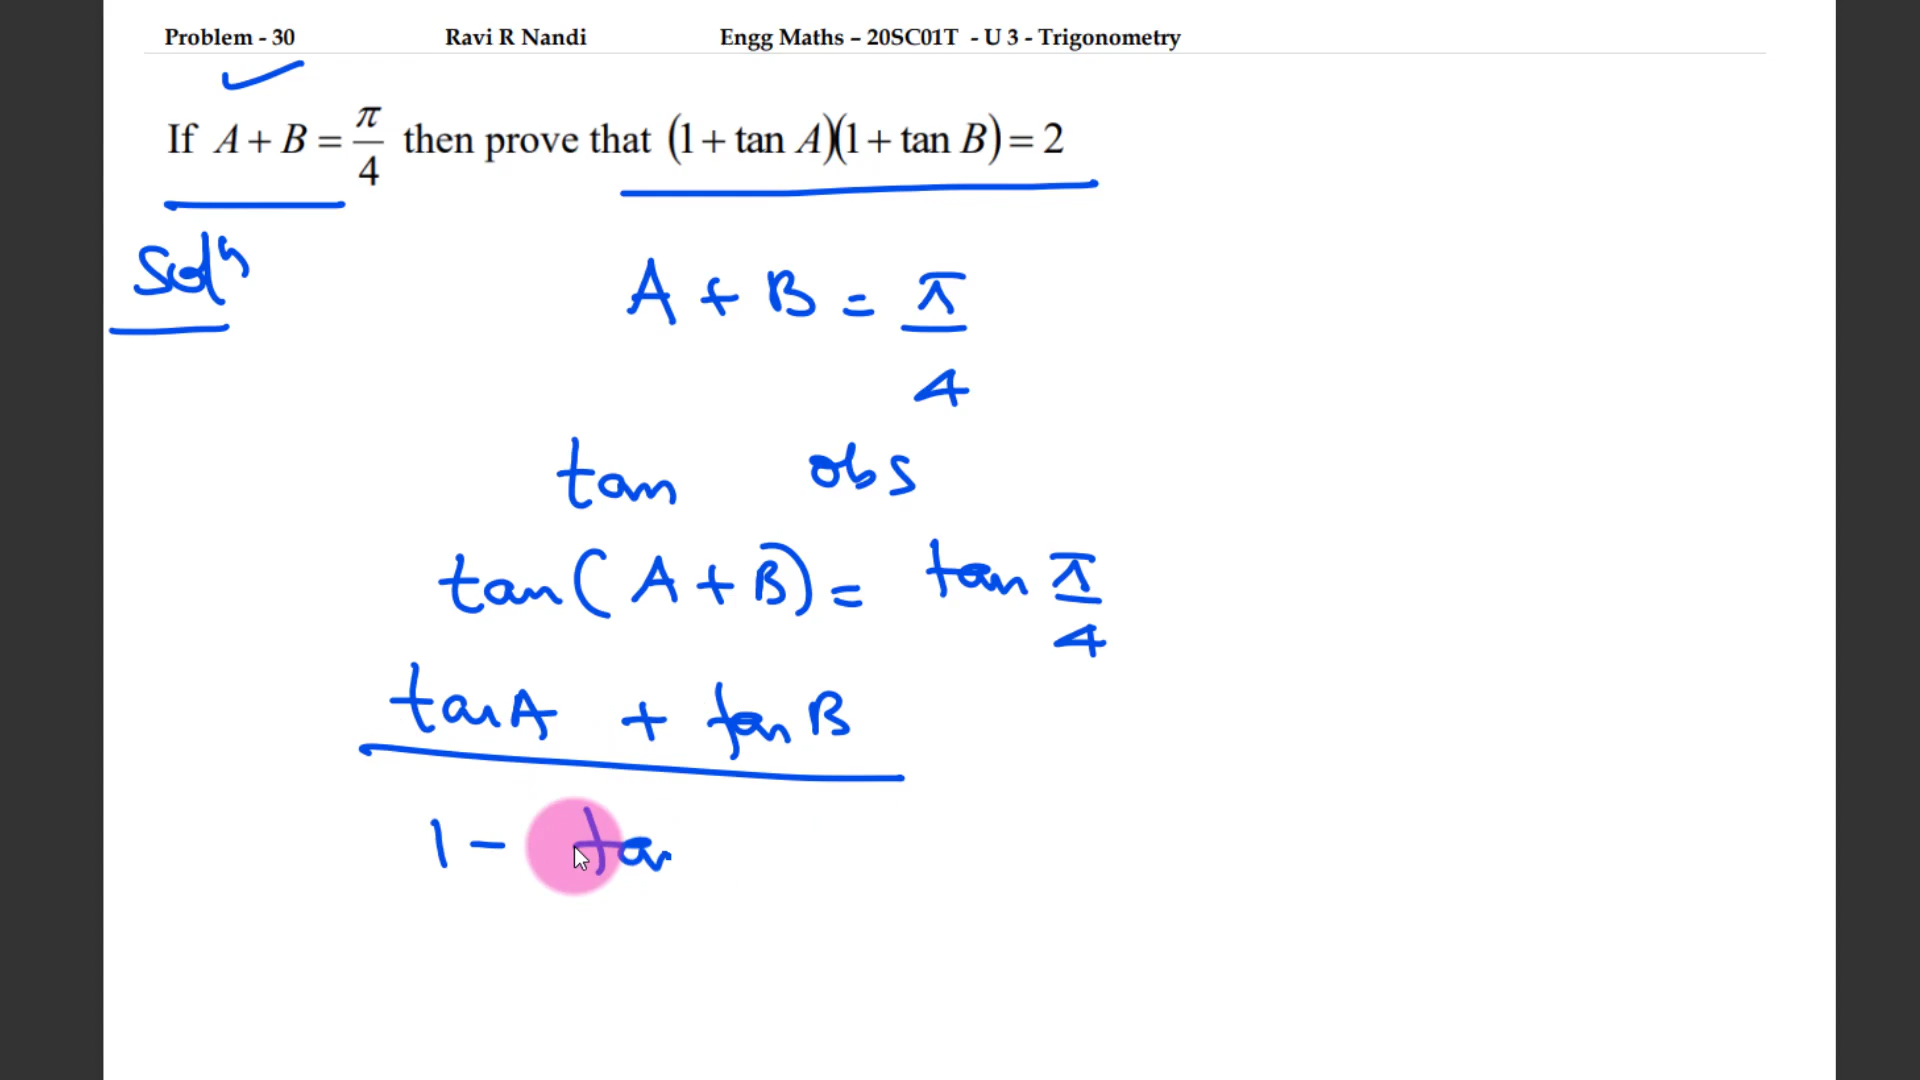 Problem - 30 Ravi R Nandi Engg Maths – 20SC01T - U 3 - Trigonometry
If A + B = π/4 then prove that (1 + tan A)(1 + tan B) = 2
Solⁿ
A + B = π/4
tan obs
tan(A + B) = tan π/4
tanA + tanB
1 - tan